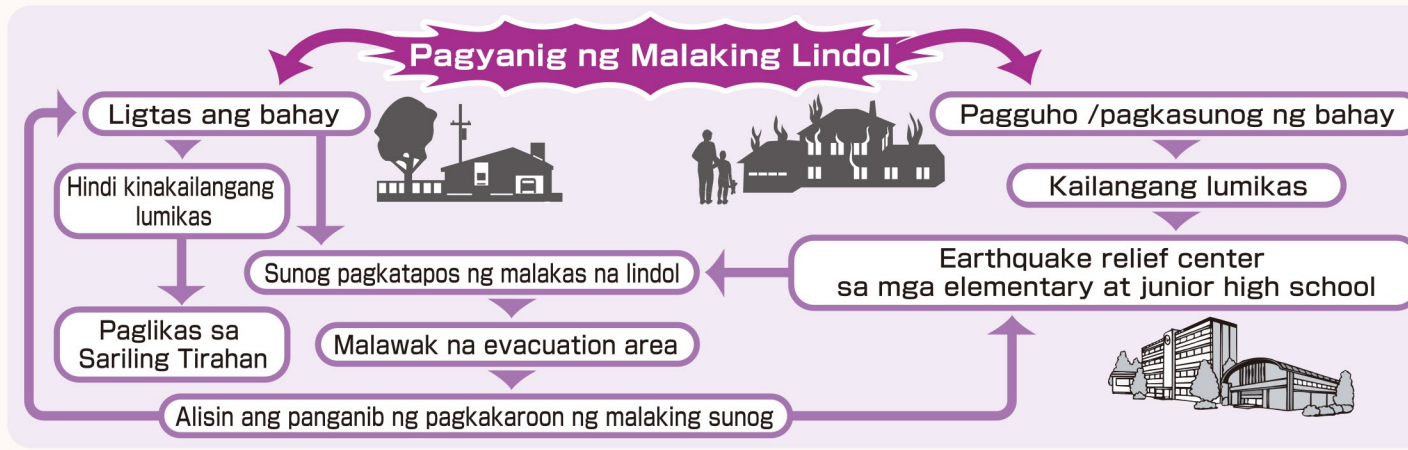 Pagyanig ng Malaking Lindol
Ligtas ang bahay
Hindi kinakailangang
lumikas
Paglikas sa
Sariling Tirahan
Pagguho /pagkasunog ng bahay
Kailangang lumikas
Earthquake relief center
sa mga elementary at junior high school
Sunog pagkatapos ng malakas na lindol
Malawak na evacuation area
Alisin ang panganib ng pagkakaroon ng malaking sunog